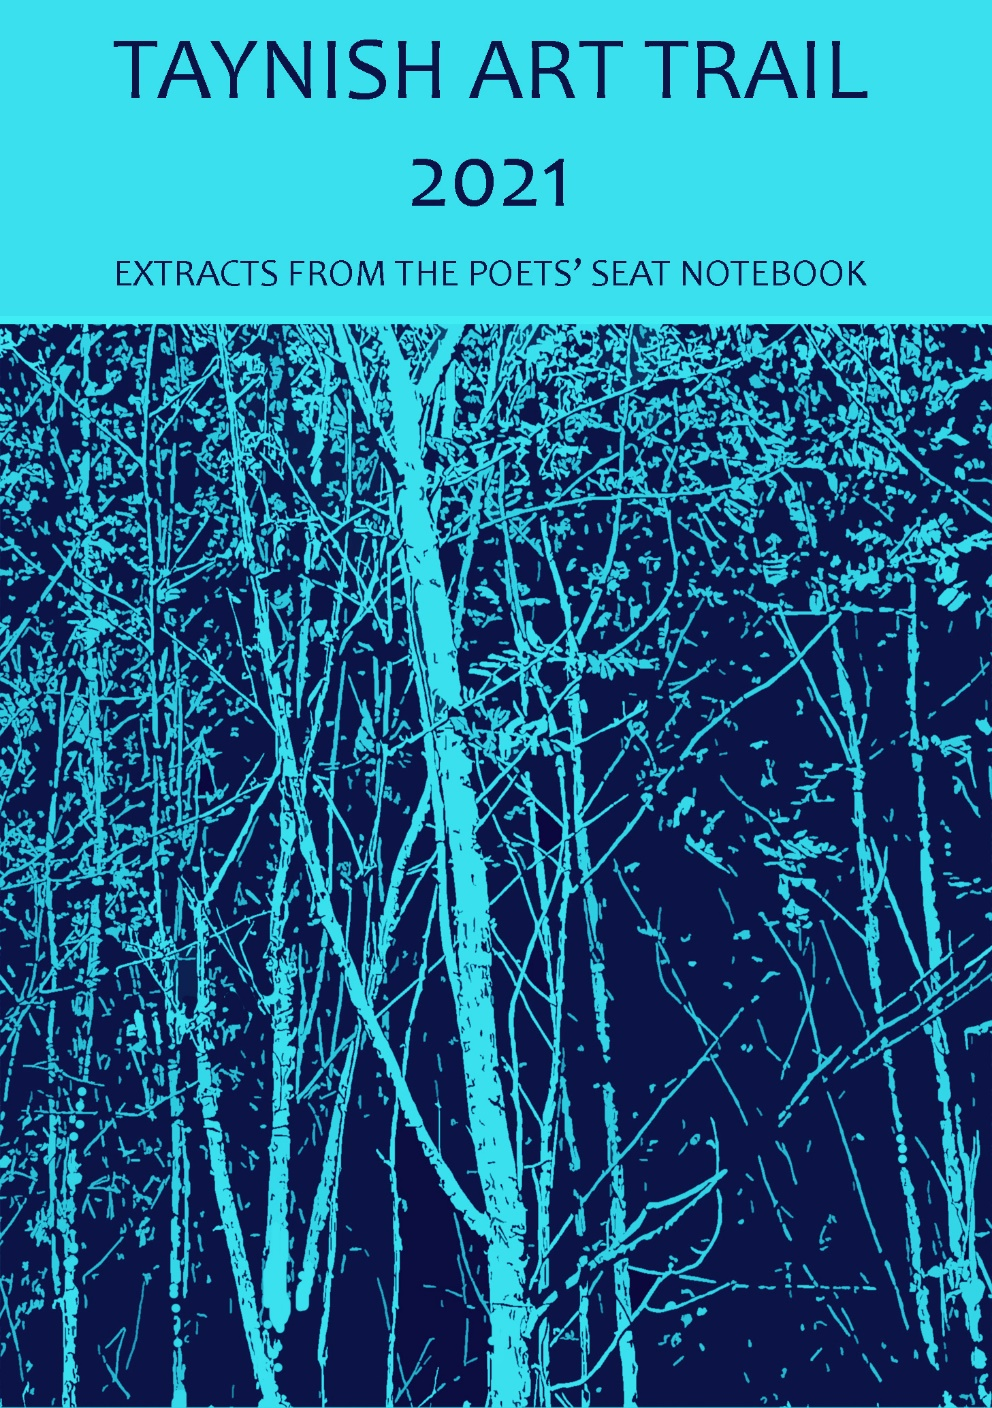 TAYNISH ART TRAIL
2021
EXTRACTS FROM THE POETS’ SEAT NOTEBOOK